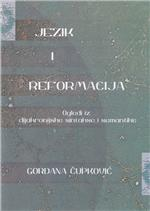 JEZIK
I
REFORMACIJA
Ogledi iz
dijahronijske sintakse i semantike
GORDANA ČUPKOVIĆ